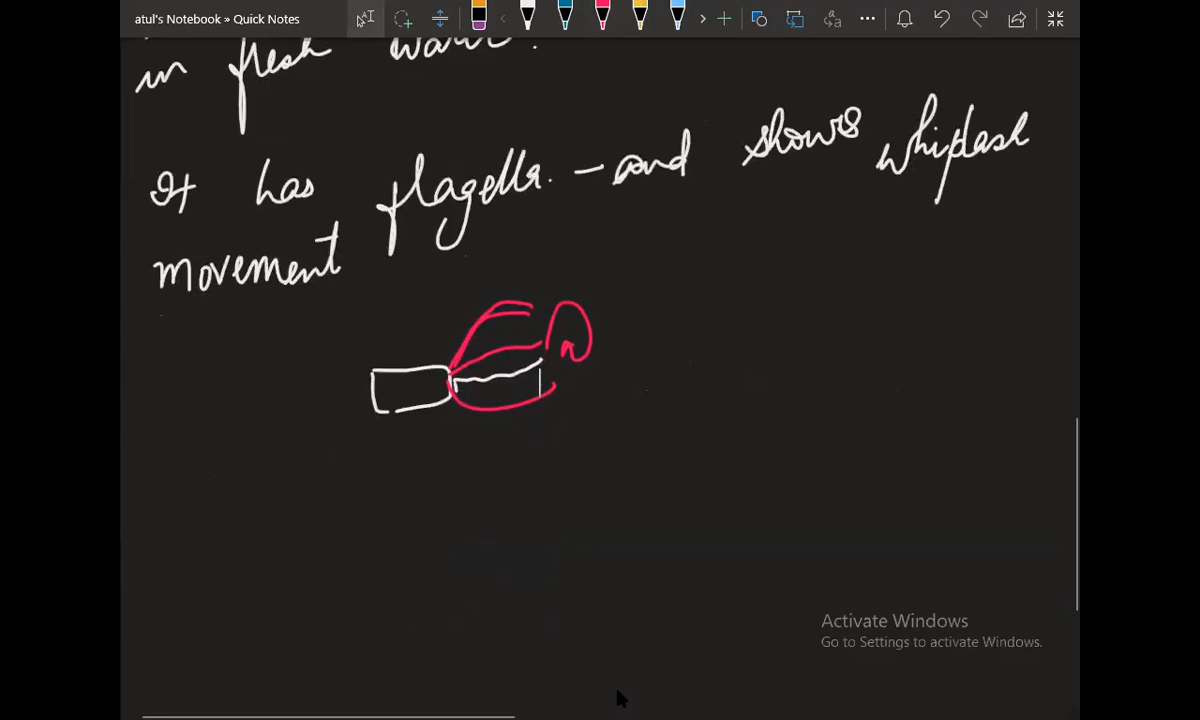 atul's Notebook » Quick Notes
in fresh water.
It has flagella. - and shows whiplash
movement
Activate Windows
Go to Settings to activate Windows.